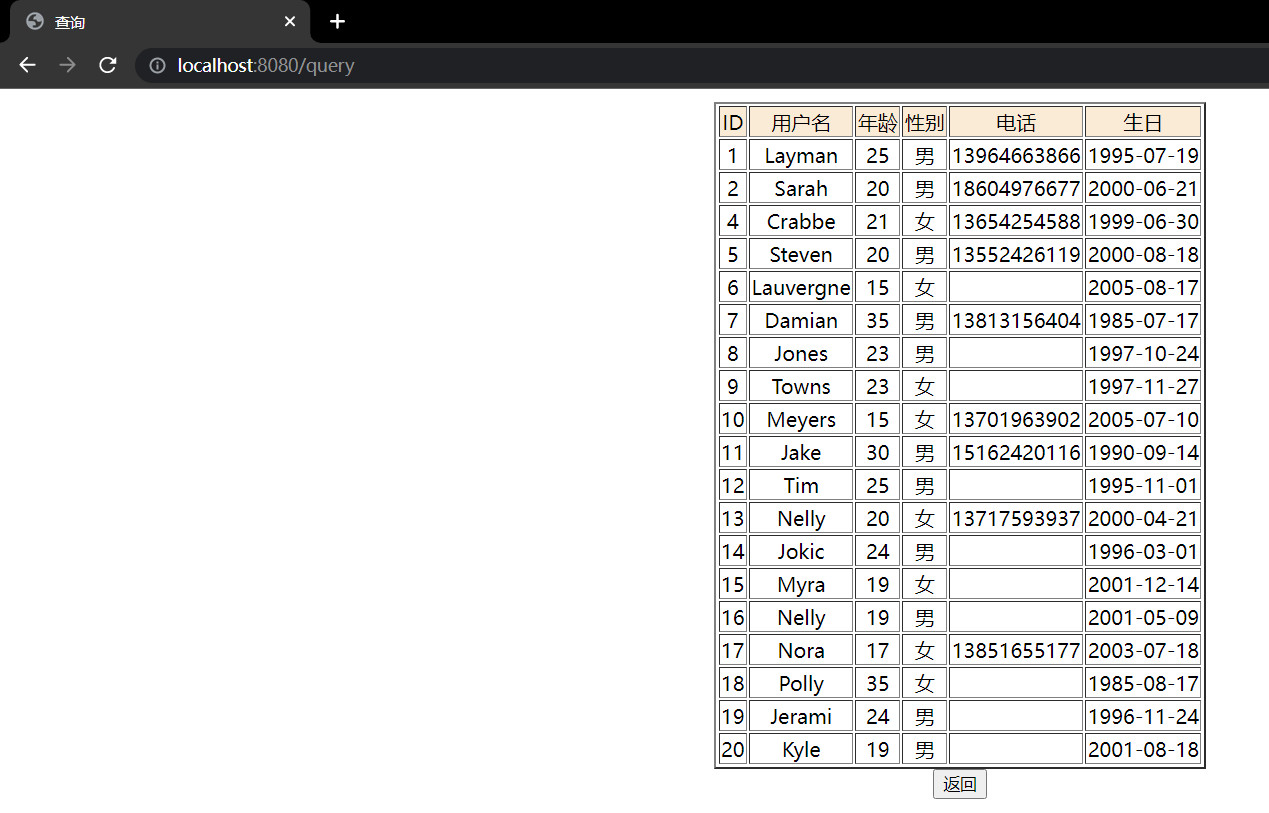 查询
localhost:8080/query
ID 用户名 年龄 性别 电话 生日
1 Layman 25 男 13964663866 1995-07-19
2 Sarah 20 男 18604976677 2000-06-21
4 Crabbe 21 女 13654254588 1999-06-30
5 Steven 20 男 13552426119 2000-08-18
6 Lauvergne 15 女 2005-08-17
7 Damian 35 男 13813156404 1985-07-17
8 Jones 23 男 1997-10-24
9 Towns 23 女 1997-11-27
10 Meyers 15 女 13701963902 2005-07-10
11 Jake 30 男 15162420116 1990-09-14
12 Tim 25 男 1995-11-01
13 Nelly 20 女 13717593937 2000-04-21
14 Jokic 24 男 1996-03-01
15 Myra 19 女 2001-12-14
16 Nelly 19 男 2001-05-09
17 Nora 17 女 13851655177 2003-07-18
18 Polly 35 女 1985-08-17
19 Jerami 24 男 1996-11-24
20 Kyle 19 男 2001-08-18
返回